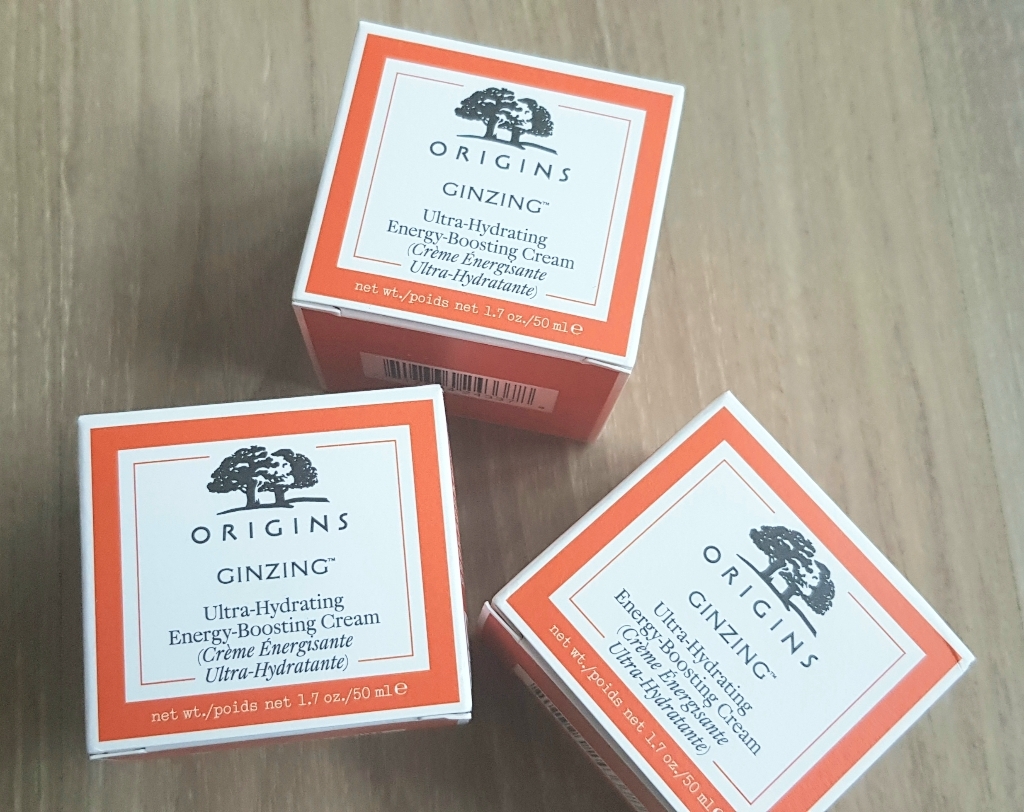 ORIGINS
GINZING™
Ultra-Hydrating
Energy-Boosting Cream
(Crème Énergisante
Ultra-Hydratante)
net wt./poids net 1.7 oz./50 ml ℮
ORIGINS
GINZING™
Ultra-Hydrating
Energy-Boosting Cream
(Crème Énergisante
Ultra-Hydratante)
net wt./poids net 1.7 oz./50 ml ℮
ORIGINS
GINZING™
Ultra-Hydrating
Energy-Boosting Cream
(Crème Énergisante
Ultra-Hydratante)
net wt./poids net 1.7 oz./50 ml ℮